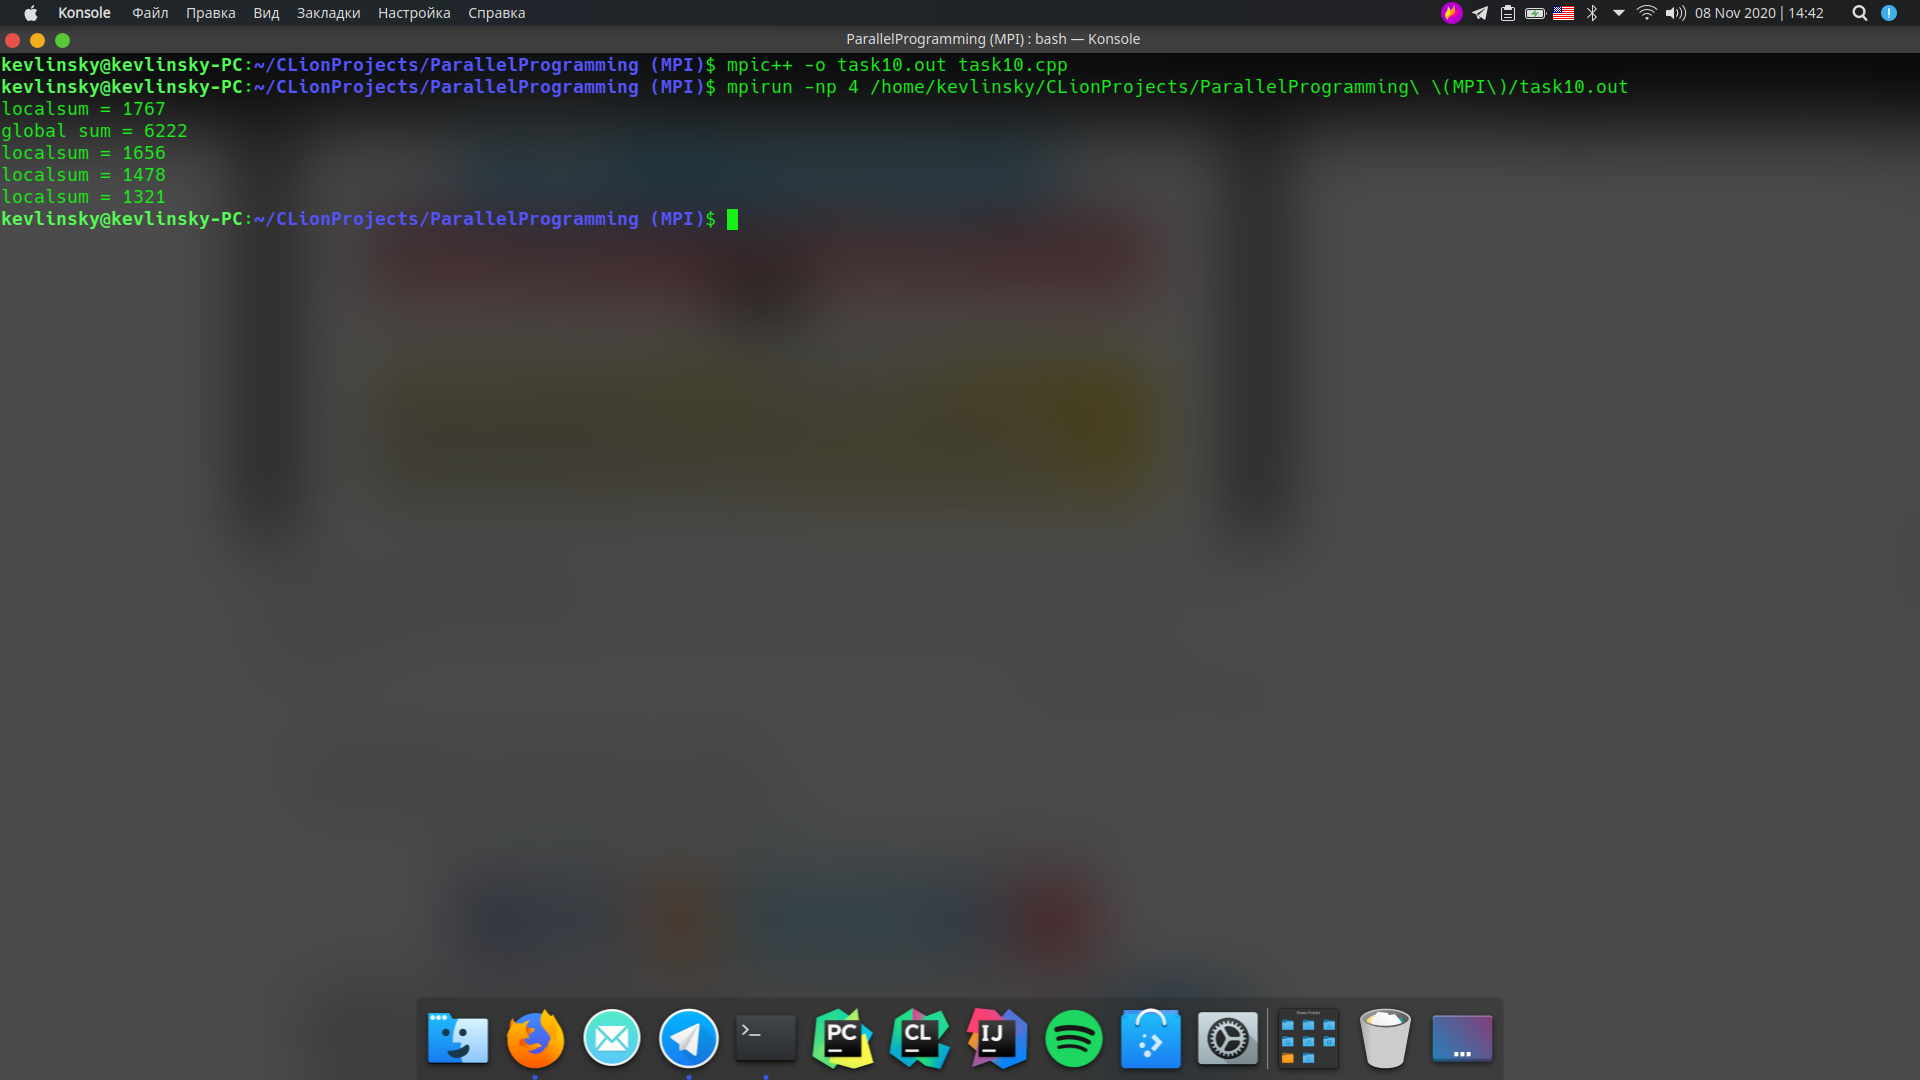 Konsole Файл Правка Вид Закладки Настройка Справка 08 Nov 2020 | 14:42
ParallelProgramming (MPI) : bash — Konsole
kevlinsky@kevlinsky-PC:~/CLionProjects/ParallelProgramming (MPI)$ mpic++ -o task10.out task10.cpp
kevlinsky@kevlinsky-PC:~/CLionProjects/ParallelProgramming (MPI)$ mpirun -np 4 /home/kevlinsky/CLionProjects/ParallelProgramming\ \(MPI\)/task10.out
localsum = 1767
global sum = 6222
localsum = 1656
localsum = 1478
localsum = 1321
kevlinsky@kevlinsky-PC:~/CLionProjects/ParallelProgramming (MPI)$
>_ PC CL IJ